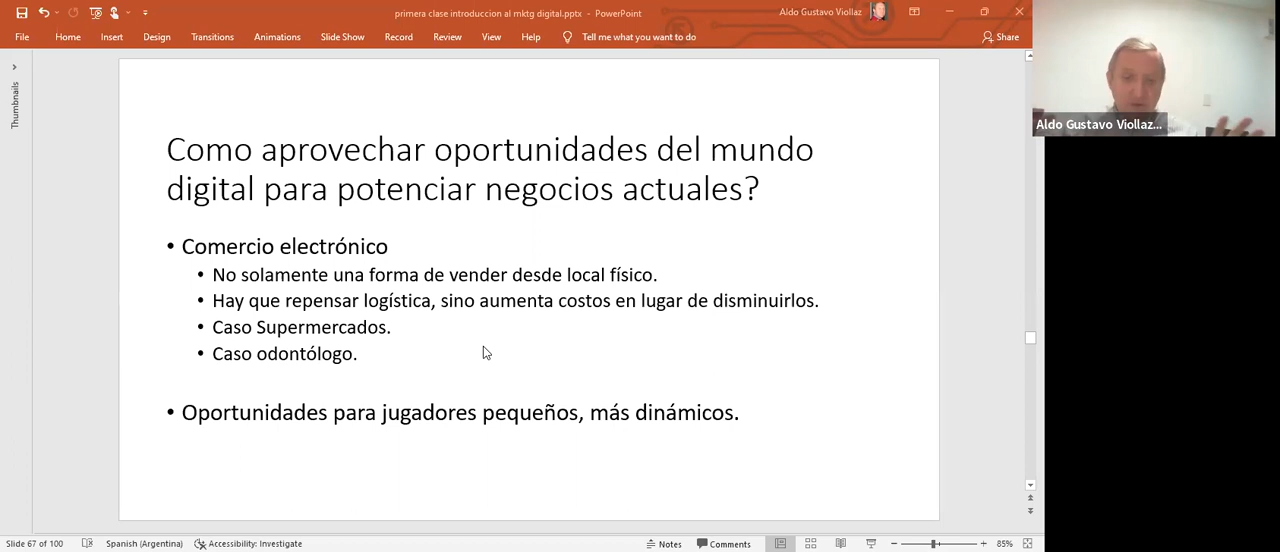 primera clase introduccion al mktg digital.pptx - PowerPoint
Aldo Gustavo Viollaz
File Home Insert Design Transitions Animations Slide Show Record Review View Help Tell me what you want to do Share
Thumbnails
Aldo Gustavo Viollaz...
Como aprovechar oportunidades del mundo
digital para potenciar negocios actuales?
• Comercio electrónico
• No solamente una forma de vender desde local físico.
• Hay que repensar logística, sino aumenta costos en lugar de disminuirlos.
• Caso Supermercados.
• Caso odontólogo.
• Oportunidades para jugadores pequeños, más dinámicos.
Slide 67 of 100 Spanish (Argentina) Accessibility: Investigate Notes Comments 85%